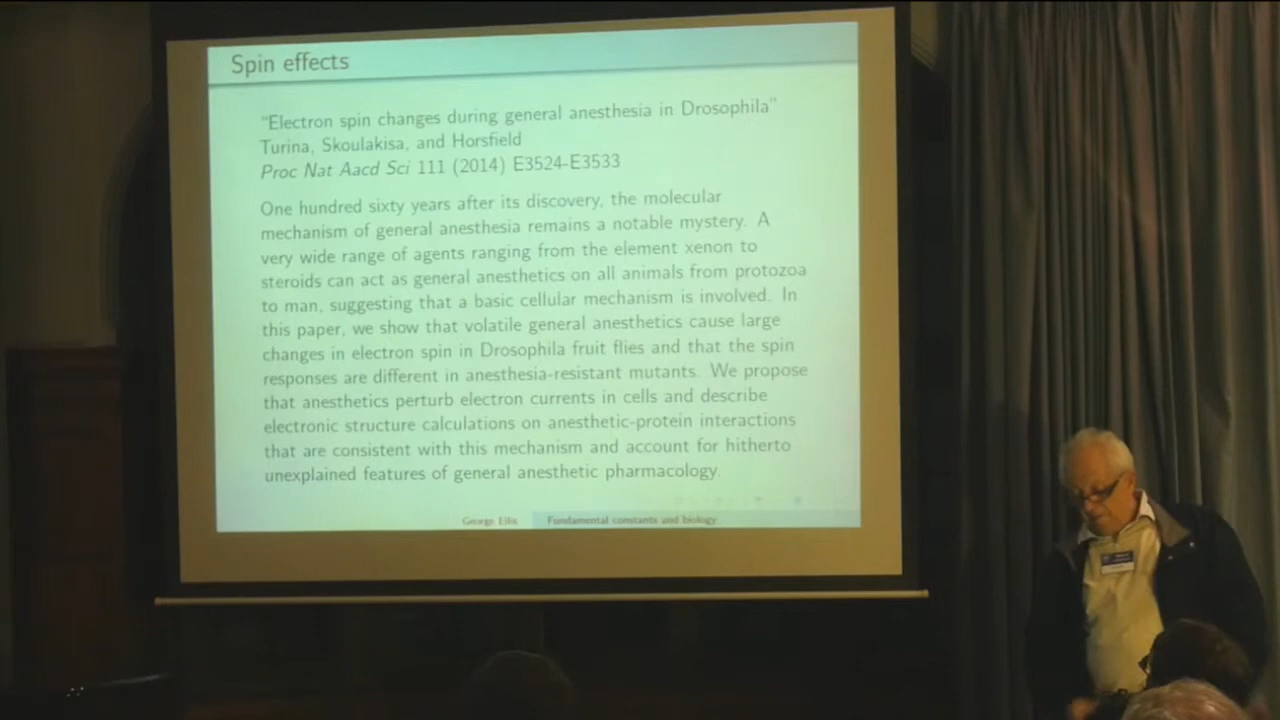 Spin effects
"Electron spin changes during general anesthesia in Drosophila"
Turina, Skoulakisa, and Horsfield
Proc Nat Aacd Sci 111 (2014) E3524-E3533
One hundred sixty years after its discovery, the molecular
mechanism of general anesthesia remains a notable mystery. A
very wide range of agents ranging from the element xenon to
steroids can act as general anesthetics on all animals from protozoa
to man, suggesting that a basic cellular mechanism is involved. In
this paper, we show that volatile general anesthetics cause large
changes in electron spin in Drosophila fruit flies and that the spin
responses are different in anesthesia-resistant mutants. We propose
that anesthetics perturb electron currents in cells and describe
electronic structure calculations on anesthetic-protein interactions
that are consistent with this mechanism and account for hitherto
unexplained features of general anesthetic pharmacology.
George Ellis Fundamental constants and biology